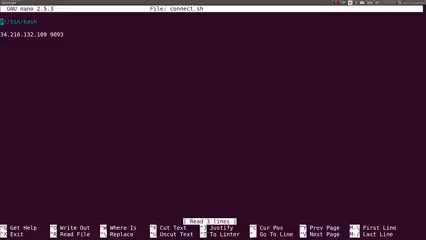 GNU nano 2.5.3 File: connect.sh
#!/bin/bash
34.216.132.109 9093
[ Read 3 lines ]
^G Get Help ^O Write Out ^W Where Is ^K Cut Text ^J Justify ^C Cur Pos ^Y Prev Page M-\ First Line
^X Exit ^R Read File ^\ Replace ^U Uncut Text ^T To Linter ^_ Go To Line ^V Next Page M-/ Last Line